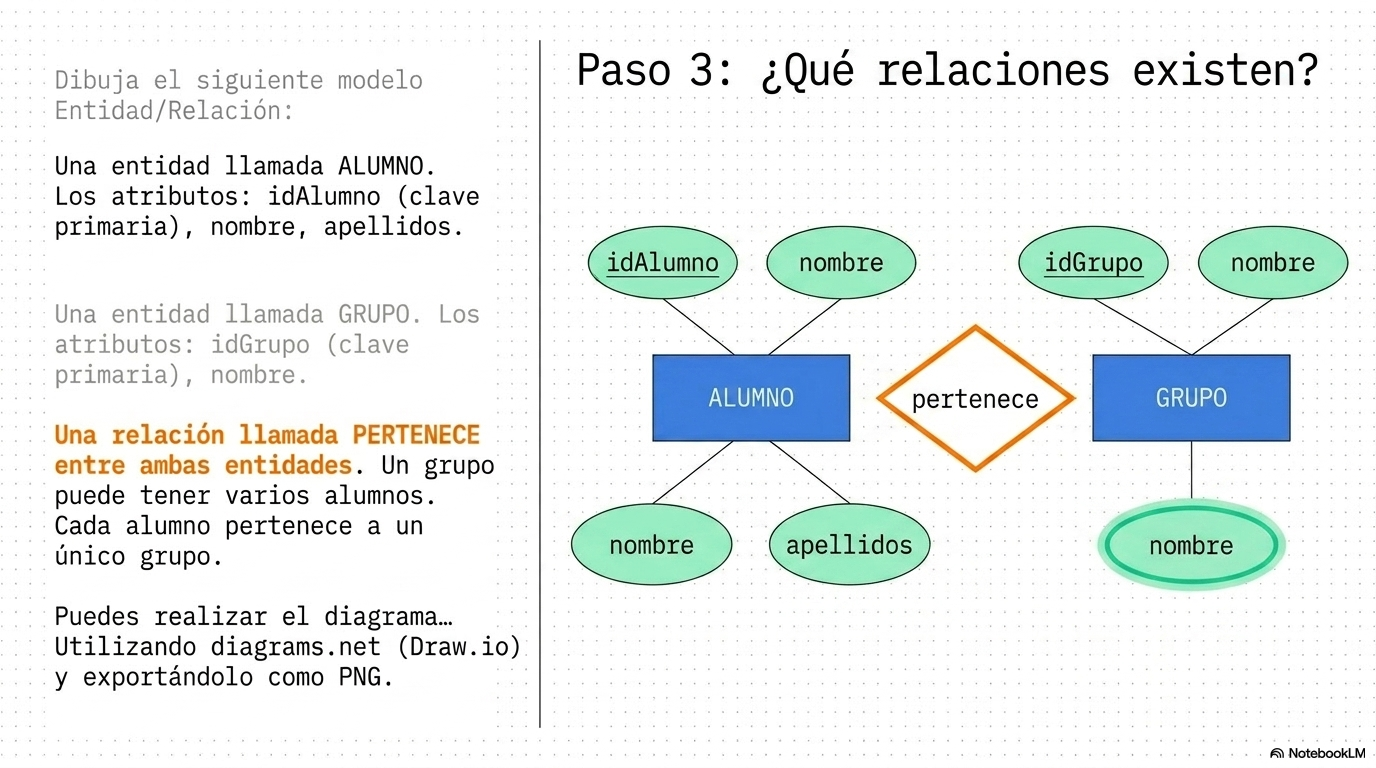 Dibuja el siguiente modelo
Entidad/Relación:
Una entidad llamada ALUMNO.
Los atributos: idAlumno (clave
primaria), nombre, apellidos.
Una entidad llamada GRUPO. Los
atributos: idGrupo (clave
primaria), nombre.
Una relación llamada PERTENECE
entre ambas entidades. Un grupo
puede tener varios alumnos.
Cada alumno pertenece a un
único grupo.
Puedes realizar el diagrama…
Utilizando diagrams.net (Draw.io)
y exportándolo como PNG.
Paso 3: ¿Qué relaciones existen?
idAlumno
nombre
idGrupo
nombre
ALUMNO
pertenece
GRUPO
nombre
apellidos
nombre
NotebookLM